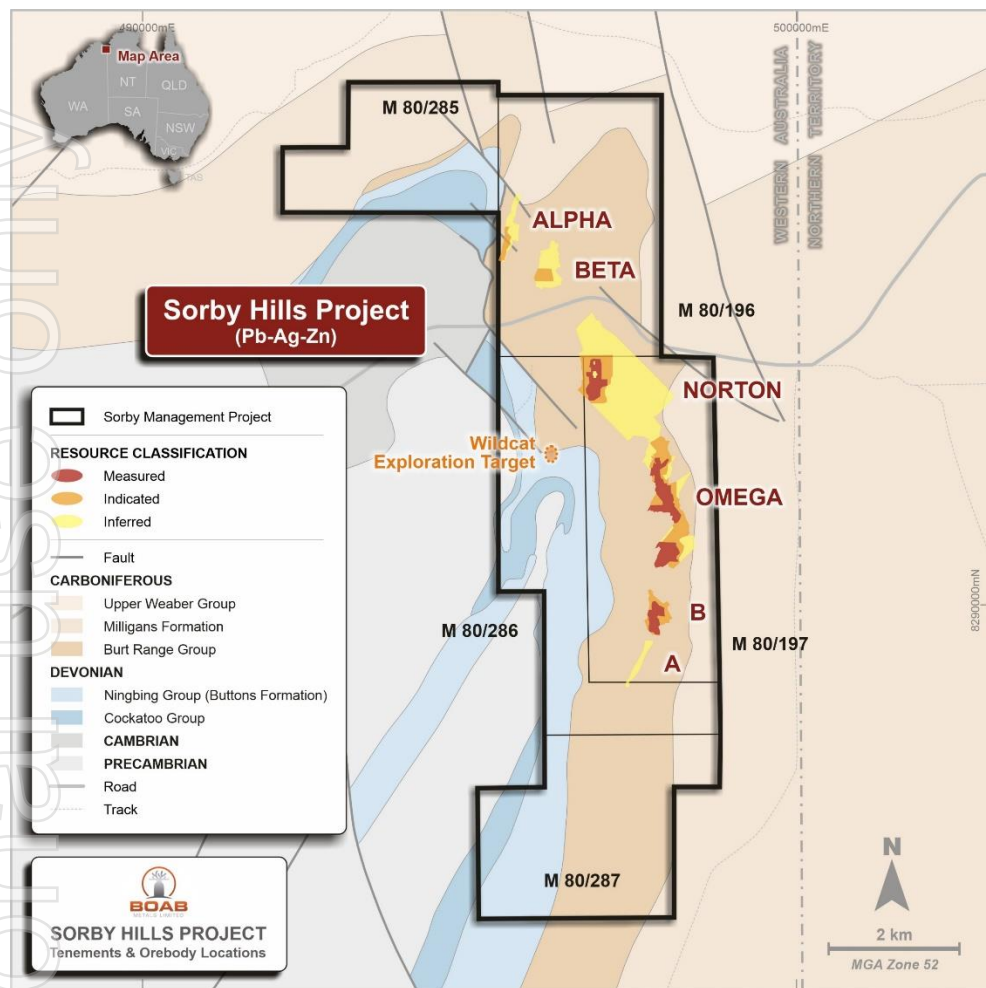 490000mE
500000mE
Map Area
WA
NT
QLD
SA
NSW
VIC
TAS
WESTERN AUSTRALIA
NORTHERN TERRITORY
M 80/285
ALPHA
BETA
Sorby Hills Project
(Pb-Ag-Zn)
M 80/196
NORTON
Wildcat
Exploration Target
OMEGA
B
A
M 80/286
M 80/197
8290000mN
M 80/287
Sorby Management Project
RESOURCE CLASSIFICATION
Measured
Indicated
Inferred
Fault
CARBONIFEROUS
Upper Weaber Group
Milligans Formation
Burt Range Group
DEVONIAN
Ningbing Group (Buttons Formation)
Cockatoo Group
CAMBRIAN
PRECAMBRIAN
Road
Track
BOAB
METALS LIMITED
SORBY HILLS PROJECT
Tenements & Orebody Locations
N
2 km
MGA Zone 52